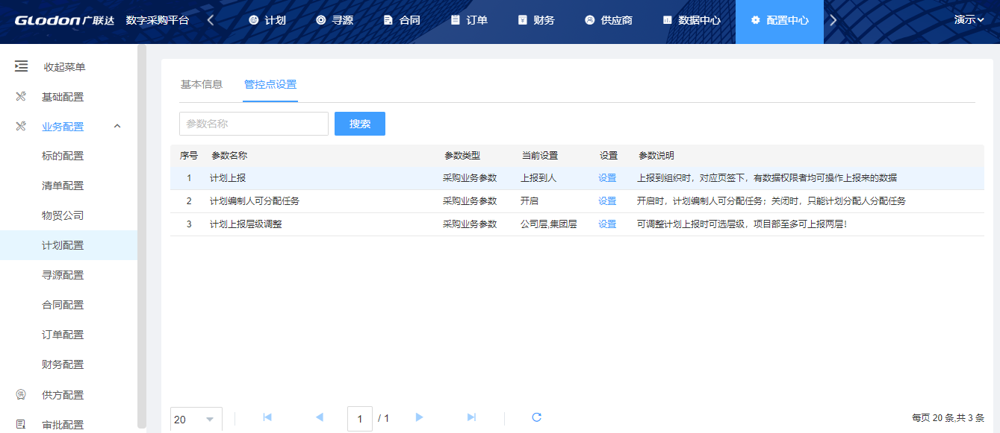 GLODON广联达 数字采购平台 计划 寻源 合同 订单 财务 供应商 数据中心 配置中心 演示
收起菜单
基础配置
业务配置
标的配置
清单配置
物贸公司
计划配置
寻源配置
合同配置
订单配置
财务配置
供方配置
审批配置
基本信息 管控点设置
参数名称 搜索
序号 参数名称 参数类型 当前设置 设置 参数说明
1 计划上报 采购业务参数 上报到人 设置 上报到组织时，对应页签下，有数据权限者均可操作上报来的数据
2 计划编制人可分配任务 采购业务参数 开启 设置 开启时，计划编制人可分配任务；关闭时，只能计划分配人分配任务
3 计划上报层级调整 采购业务参数 公司层,集团层 设置 可调整计划上报时可选层级，项目部至多可上报两层！
20 1 / 1 每页 20 条,共 3 条